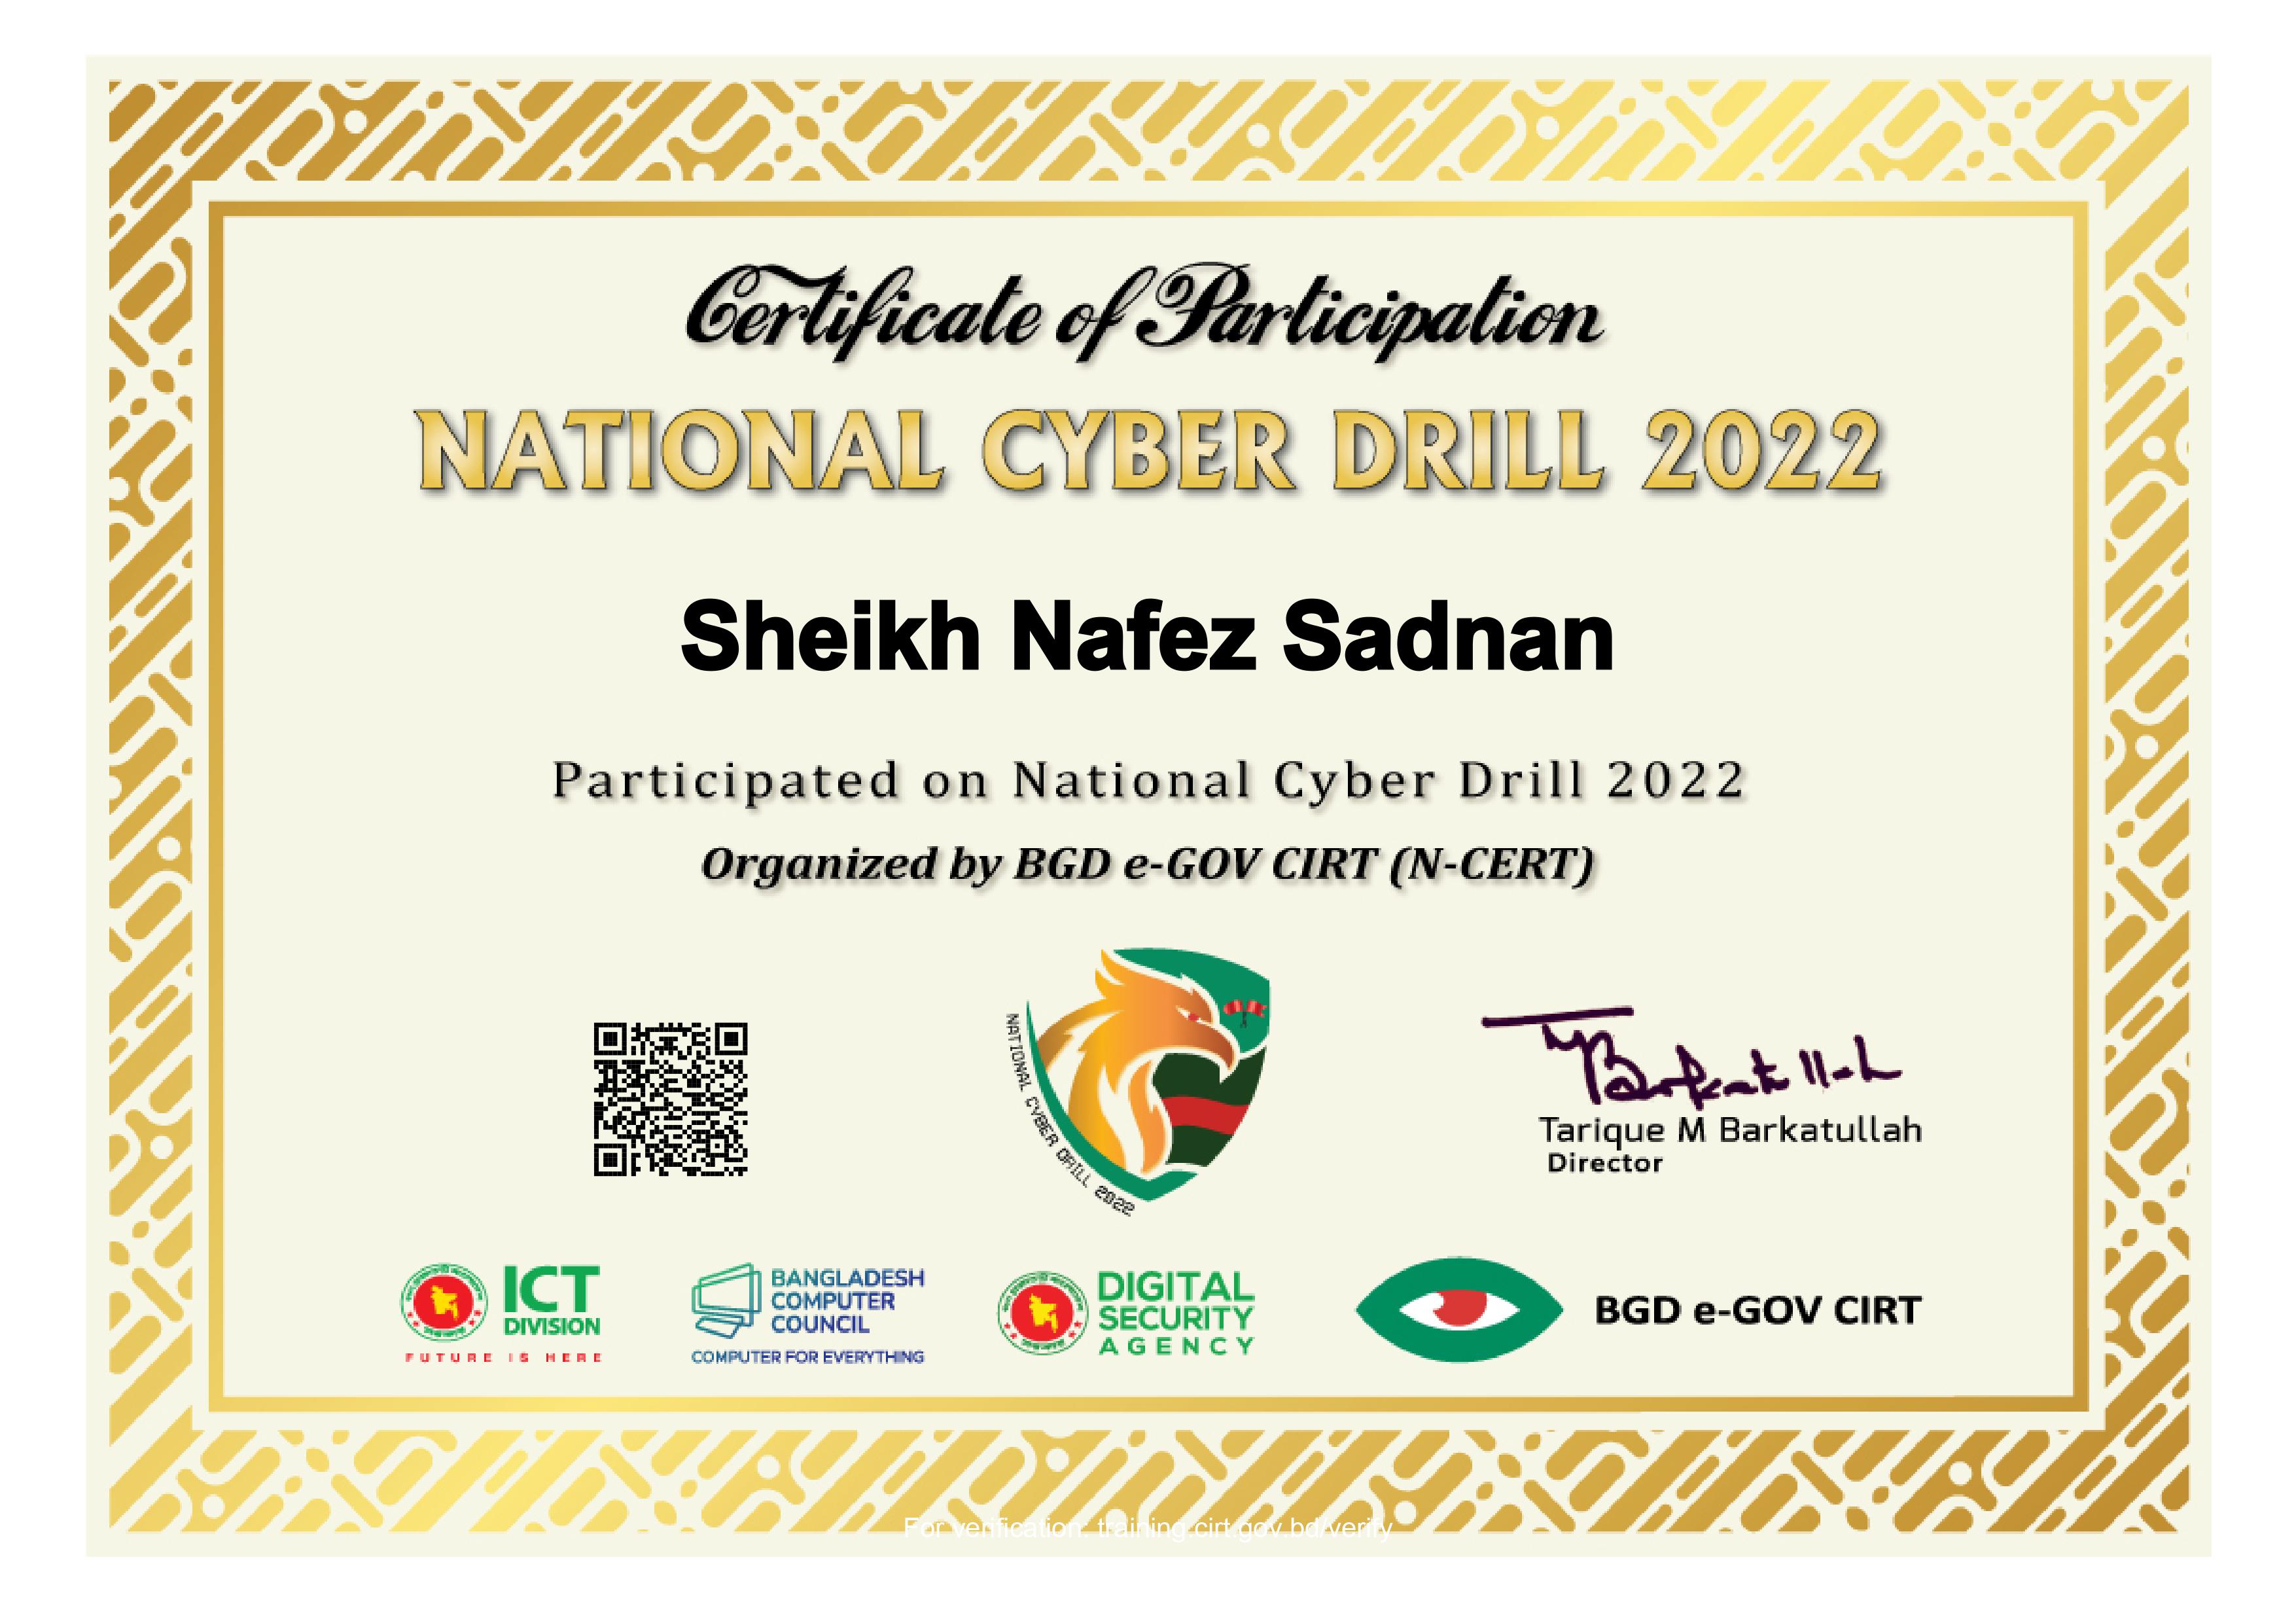 Certificate of Participation
NATIONAL CYBER DRILL 2022
Sheikh Nafez Sadnan
Participated on National Cyber Drill 2022
Organized by BGD e-GOV CIRT (N-CERT)
NATIONAL CYBER DRILL 2022
Tarique M Barkatullah
Director
ICT
DIVISION
FUTURE IS HERE
BANGLADESH
COMPUTER
COUNCIL
COMPUTER FOR EVERYTHING
DIGITAL
SECURITY
AGENCY
BGD e-GOV CIRT
For verification: training.cirt.gov.bd/verify